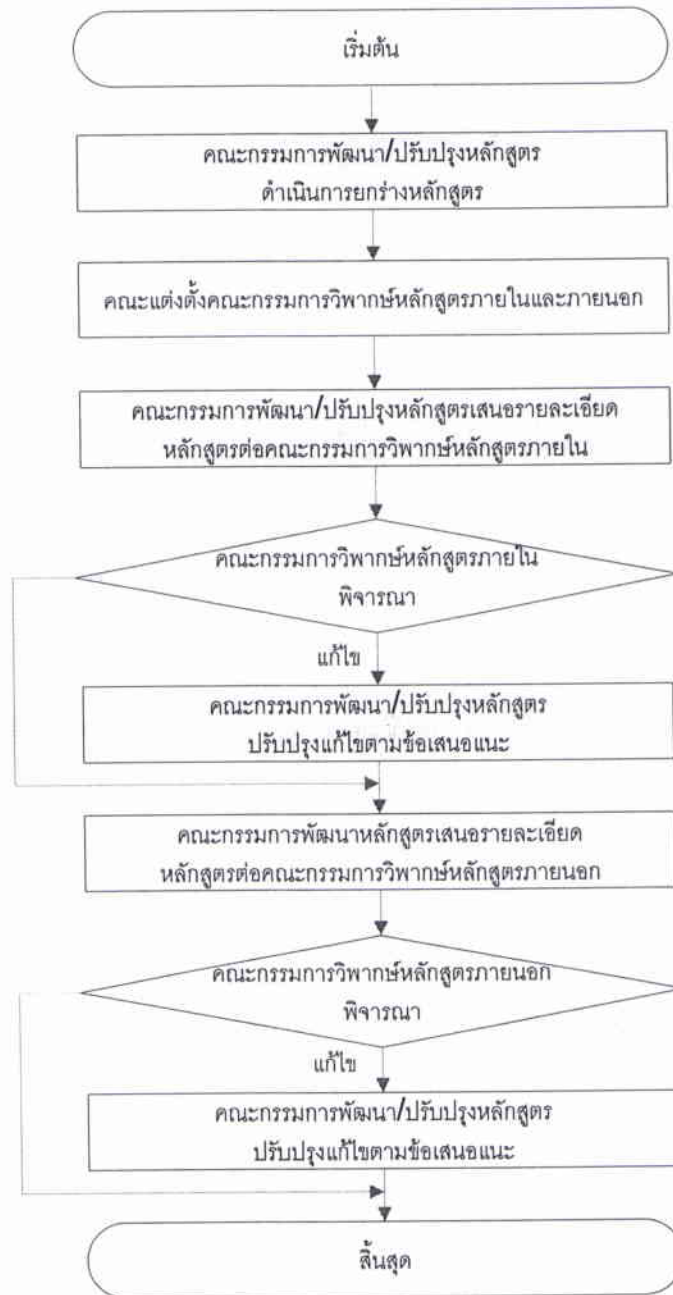 เริ่มต้น
คณะกรรมการพัฒนา/ปรับปรุงหลักสูตร
ดำเนินการยกร่างหลักสูตร
คณะแต่งตั้งคณะกรรมการวิพากษ์หลักสูตรภายในและภายนอก
คณะกรรมการพัฒนา/ปรับปรุงหลักสูตรเสนอรายละเอียด
หลักสูตรต่อคณะกรรมการวิพากษ์หลักสูตรภายใน
คณะกรรมการวิพากษ์หลักสูตรภายใน
พิจารณา
แก้ไข
คณะกรรมการพัฒนา/ปรับปรุงหลักสูตร
ปรับปรุงแก้ไขตามข้อเสนอแนะ
คณะกรรมการพัฒนาหลักสูตรเสนอรายละเอียด
หลักสูตรต่อคณะกรรมการวิพากษ์หลักสูตรภายนอก
คณะกรรมการวิพากษ์หลักสูตรภายนอก
พิจารณา
แก้ไข
คณะกรรมการพัฒนา/ปรับปรุงหลักสูตร
ปรับปรุงแก้ไขตามข้อเสนอแนะ
สิ้นสุด